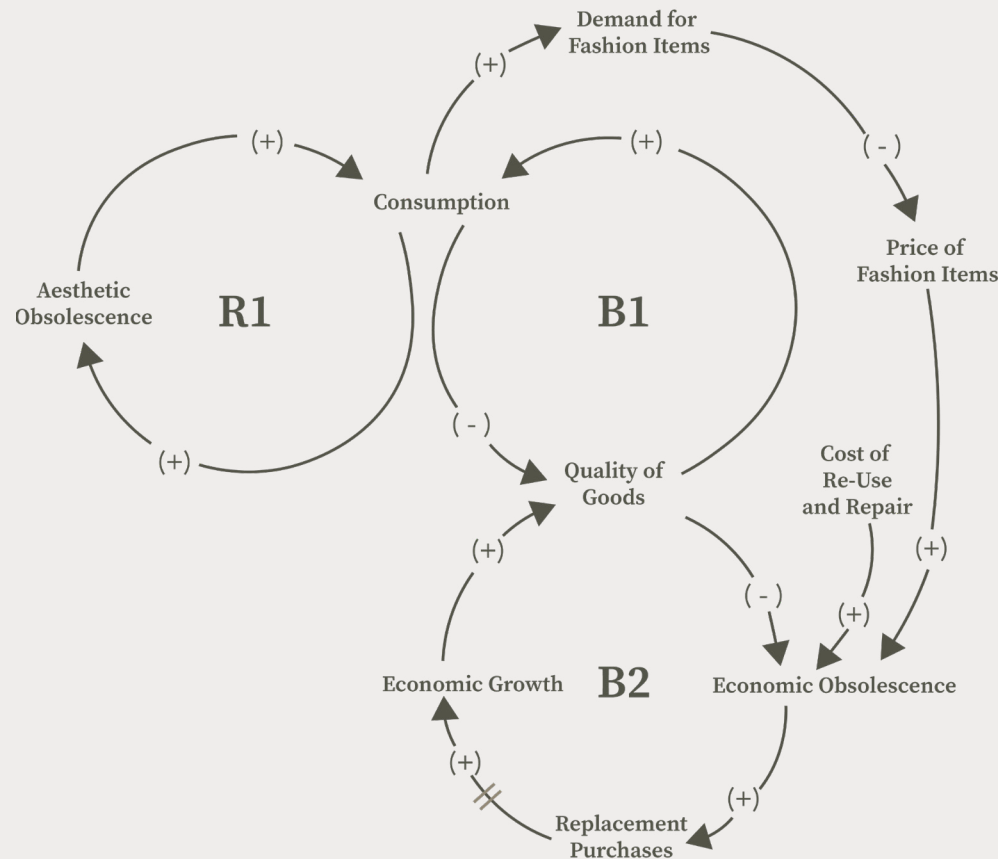 Demand for
Fashion Items
(+)
(+)
(+)
( - )
Consumption
Price of
Fashion Items
Aesthetic
Obsolescence
R1
B1
( - )
(+)
Quality of
Goods
Cost of
Re-Use
and Repair
(+)
(+)
( - )
(+)
Economic Growth
B2
Economic Obsolescence
(+)
(+)
Replacement
Purchases